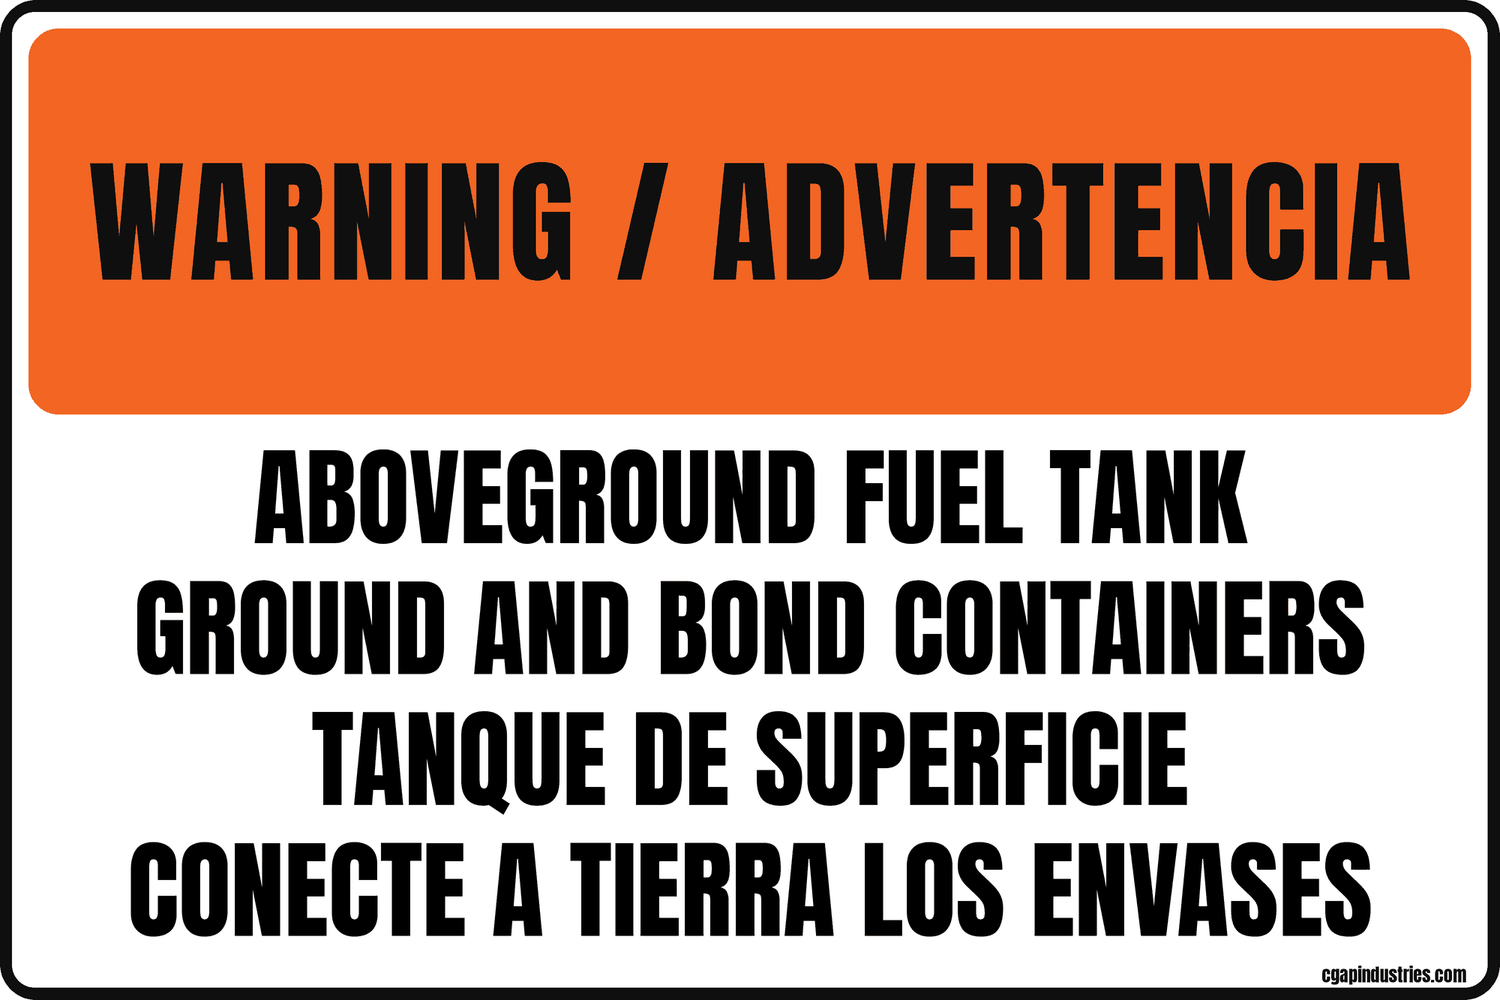 WARNING / ADVERTENCIA
ABOVEGROUND FUEL TANK
GROUND AND BOND CONTAINERS
TANQUE DE SUPERFICIE
CONECTE A TIERRA LOS ENVASES
cgapindustries.com